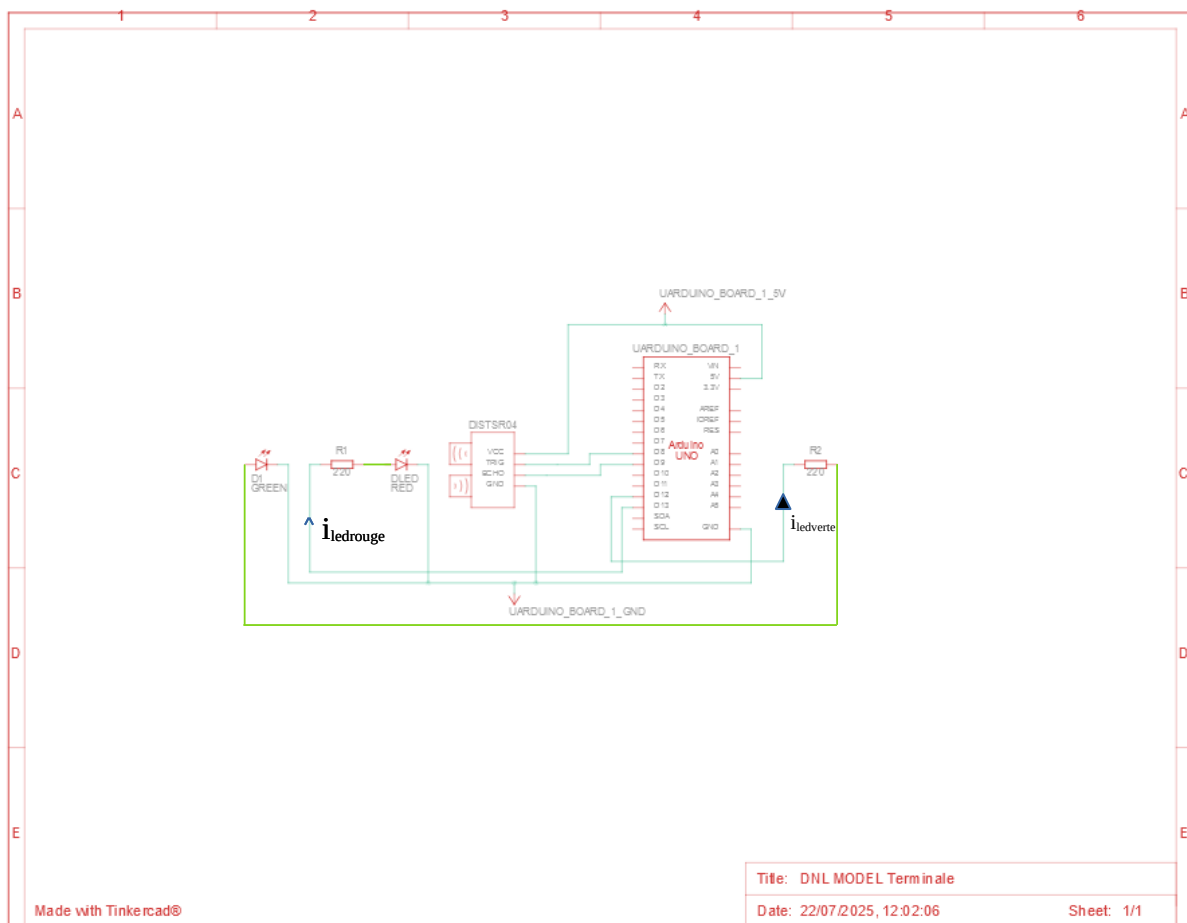 1 2 3 4 5 6
A A
B B
UARDUINO_BOARD_1_5V
UARDUINO_BOARD_1
RX VIN
TX 5V
D2 3.3V
D3
D4 AREF
D5 IOREF
D6 RES
D7
D8 A0
D9 A1
D10 A2
D11 A3
D12 A4
D13 A5
SDA
SCL GND
Arduino
UNO
DISTSR04
VCC
TRIG
ECHO
GND
C C
D1
GREEN
R1
220
DLED
RED
R2
220
iledrouge
iledverte
UARDUINO_BOARD_1_GND
D D
E E
Title: DNL MODEL Terminale
Made with Tinkercad®
Date: 22/07/2025, 12:02:06 Sheet: 1/1